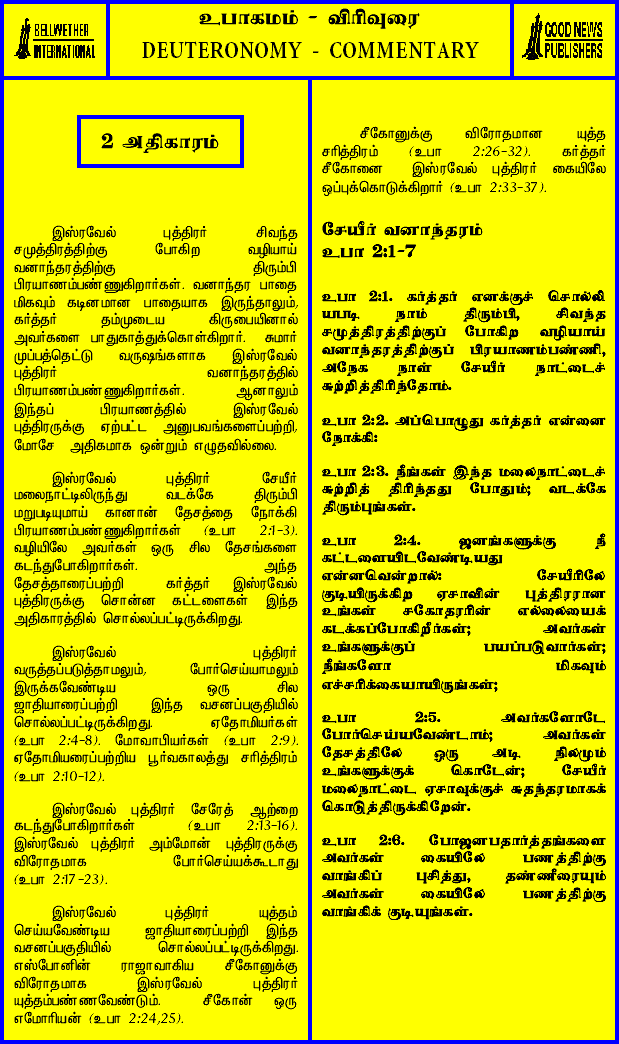 BELLWETHER
INTERNATIONAL
உபாகமம் - விரிவுரை
DEUTERONOMY - COMMENTARY
GOOD NEWS
PUBLISHERS
2 அதிகாரம்
இஸ்ரவேல் புத்திரர் சிவந்த
சமுத்திரத்திற்கு போகிற வழியாய்
வனாந்தரத்திற்கு திரும்பி
பிரயாணம்பண்ணுகிறார்கள். வனாந்தர பாதை
மிகவும் கடினமான பாதையாக இருந்தாலும்,
கர்த்தர் தம்முடைய கிருபையினால்
அவர்களை பாதுகாத்துக்கொள்கிறார். சுமார்
முப்பத்தெட்டு வருஷங்களாக இஸ்ரவேல்
புத்திரர் வனாந்தரத்தில்
பிரயாணம்பண்ணுகிறார்கள். ஆனாலும்
இந்தப் பிரயாணத்தில் இஸ்ரவேல்
புத்திரருக்கு ஏற்பட்ட அனுபவங்களைப்பற்றி,
மோசே அதிகமாக ஒன்றும் எழுதவில்லை.
இஸ்ரவேல் புத்திரர் சேயீர்
மலைநாட்டிலிருந்து வடக்கே திரும்பி
மறுபடியுமாய் கானான் தேசத்தை நோக்கி
பிரயாணம்பண்ணுகிறார்கள் (உபா 2:1-3).
வழியிலே அவர்கள் ஒரு சில தேசங்களை
கடந்துபோகிறார்கள். அந்த
தேசத்தாரைப்பற்றி கர்த்தர் இஸ்ரவேல்
புத்திரருக்கு சொன்ன கட்டளைகள் இந்த
அதிகாரத்தில் சொல்லப்பட்டிருக்கிறது.
இஸ்ரவேல் புத்திரர்
வருத்தப்படுத்தாமலும், போர்செய்யாமலும்
இருக்கவேண்டிய ஒரு சில
ஜாதியாரைப்பற்றி இந்த வசனப்பகுதியில்
சொல்லப்பட்டிருக்கிறது. ஏதோமியர்கள்
(உபா 2:4-8). மோவாபியர்கள் (உபா 2:9).
ஏதோமியரைப்பற்றிய பூர்வகாலத்து சரித்திரம்
(உபா 2:10-12).
இஸ்ரவேல் புத்திரர் சேரேத் ஆற்றை
கடந்துபோகிறார்கள் (உபா 2:13-16).
இஸ்ரவேல் புத்திரர் அம்மோன் புத்திரருக்கு
விரோதமாக போர்செய்யக்கூடாது
(உபா 2:17-23).
இஸ்ரவேல் புத்திரர் யுத்தம்
செய்யவேண்டிய ஜாதியாரைப்பற்றி இந்த
வசனப்பகுதியில் சொல்லப்பட்டிருக்கிறது.
எஸ்போனின் ராஜாவாகிய சீகோனுக்கு
விரோதமாக இஸ்ரவேல் புத்திரர்
யுத்தம்பண்ணவேண்டும். சீகோன் ஒரு
எமோரியன் (உபா 2:24,25).
சீகோனுக்கு விரோதமான யுத்த
சரித்திரம் (உபா 2:26-32). கர்த்தர்
சீகோனை இஸ்ரவேல் புத்திரர் கையிலே
ஒப்புக்கொடுக்கிறார் (உபா 2:33-37).
சேயீர் வனாந்தரம்
உபா 2:1-7
உபா 2:1. கர்த்தர் எனக்குச் சொல்லி
யபடி நாம் திரும்பி, சிவந்த
சமுத்திரத்திற்குப் போகிற வழியாய்
வனாந்தரத்திற்குப் பிரயாணம்பண்ணி,
அநேக நாள் சேயீர் நாட்டைச்
சுற்றித்திரிந்தோம்.
உபா 2:2. அப்பொழுது கர்த்தர் என்னை
நோக்கி:
உபா 2:3. நீங்கள் இந்த மலைநாட்டைச்
சுற்றித் திரிந்தது போதும்; வடக்கே
திரும்புங்கள்.
உபா 2:4. ஜனங்களுக்கு நீ
கட்டளையிடவேண்டியது
என்னவென்றால்: சேயீரிலே
குடியிருக்கிற ஏசாவின் புத்திரரான
உங்கள் சகோதரரின் எல்லையைக்
கடக்கப்போகிறீர்கள்; அவர்கள்
உங்களுக்குப் பயப்படுவார்கள்;
நீங்களோ மிகவும்
எச்சரிக்கையாயிருங்கள்;
உபா 2:5. அவர்களோடே
போர்செய்யவேண்டாம்; அவர்கள்
தேசத்திலே ஒரு அடி நிலமும்
உங்களுக்குக் கொடேன்; சேயீர்
மலைநாட்டை ஏசாவுக்குச் சுதந்தரமாகக்
கொடுத்திருக்கிறேன்.
உபா 2:6. போஜனபதார்த்தங்களை
அவர்கள் கையிலே பணத்திற்கு
வாங்கிப் புசித்து, தண்ணீரையும்
அவர்கள் கையிலே பணத்திற்கு
வாங்கிக் குடியுங்கள்.